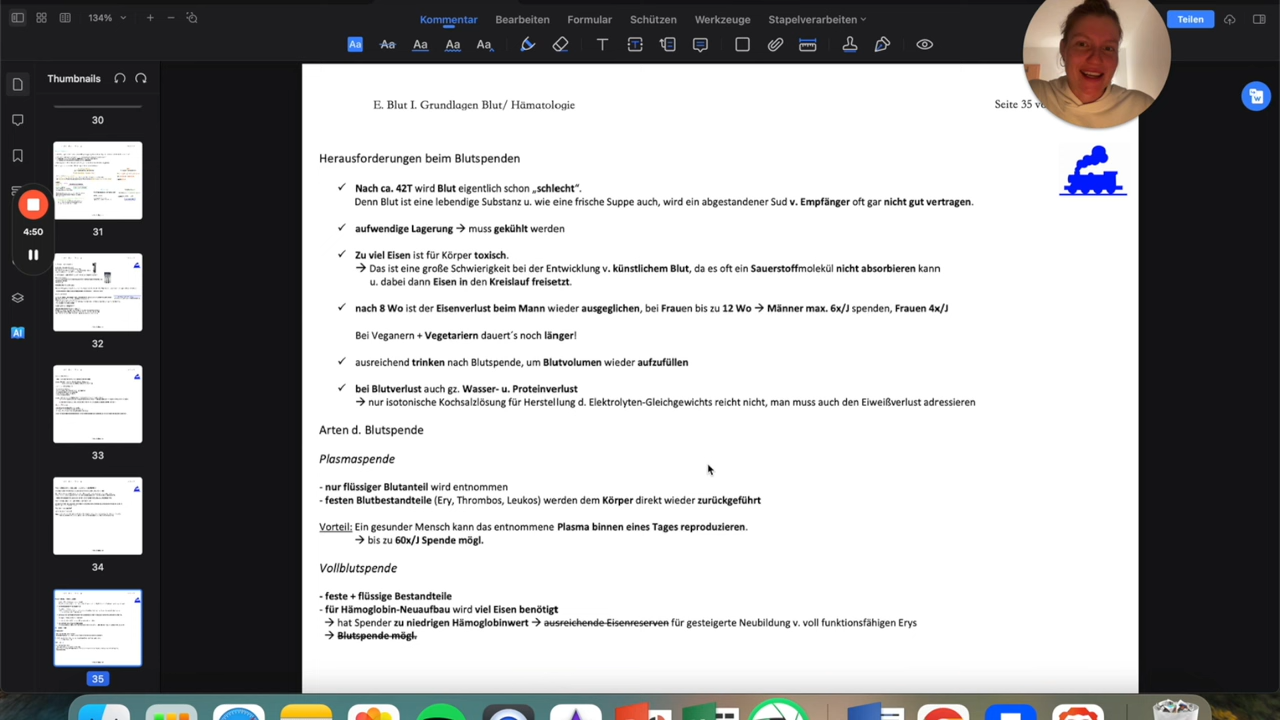 134%
Kommentar
Bearbeiten
Formular
Schützen
Werkzeuge
Stapelverarbeiten
Teilen
Thumbnails
30
31
32
33
34
35
4:50
AI
E. Blut I. Grundlagen Blut/ Hämatologie
Seite 35
Herausforderungen beim Blutspenden
✓ Nach ca. 42T wird Blut eigentlich schon „schlecht“.
Denn Blut ist eine lebendige Substanz u. wie eine frische Suppe auch, wird ein abgestandener Sud v. Empfänger oft gar nicht gut vertragen.
✓ aufwendige Lagerung → muss gekühlt werden
✓ Zu viel Eisen ist für Körper toxisch.
→ Das ist eine große Schwierigkeit bei der Entwicklung v. künstlichem Blut, da es oft ein Sauerstoffmolekül nicht absorbieren kann
u. dabei dann Eisen in den Kreislauf freisetzt.
✓ nach 8 Wo ist der Eisenverlust beim Mann wieder ausgeglichen, bei Frauen bis zu 12 Wo → Männer max. 6x/J spenden, Frauen 4x/J
Bei Veganern + Vegetariern dauert´s noch länger!
✓ ausreichend trinken nach Blutspende, um Blutvolumen wieder aufzufüllen
✓ bei Blutverlust auch gz. Wasser- u. Proteinverlust
→ nur isotonische Kochsalzlösung für Herstellung d. Elektrolyten-Gleichgewichts reicht nicht, man muss auch den Eiweißverlust adressieren
Arten d. Blutspende
Plasmaspende
- nur flüssiger Blutanteil wird entnommen
- festen Blutbestandteile (Ery, Thrombos, Leukos) werden dem Körper direkt wieder zurückgeführt
Vorteil: Ein gesunder Mensch kann das entnommene Plasma binnen eines Tages reproduzieren.
→ bis zu 60x/J Spende mögl.
Vollblutspende
- feste + flüssige Bestandteile
- für Hämoglobin-Neuaufbau wird viel Eisen benötigt
→ hat Spender zu niedrigen Hämoglobinwert → ausreichende Eisenreserven für gesteigerte Neubildung v. voll funktionsfähigen Erys
→ Blutspende mögl.